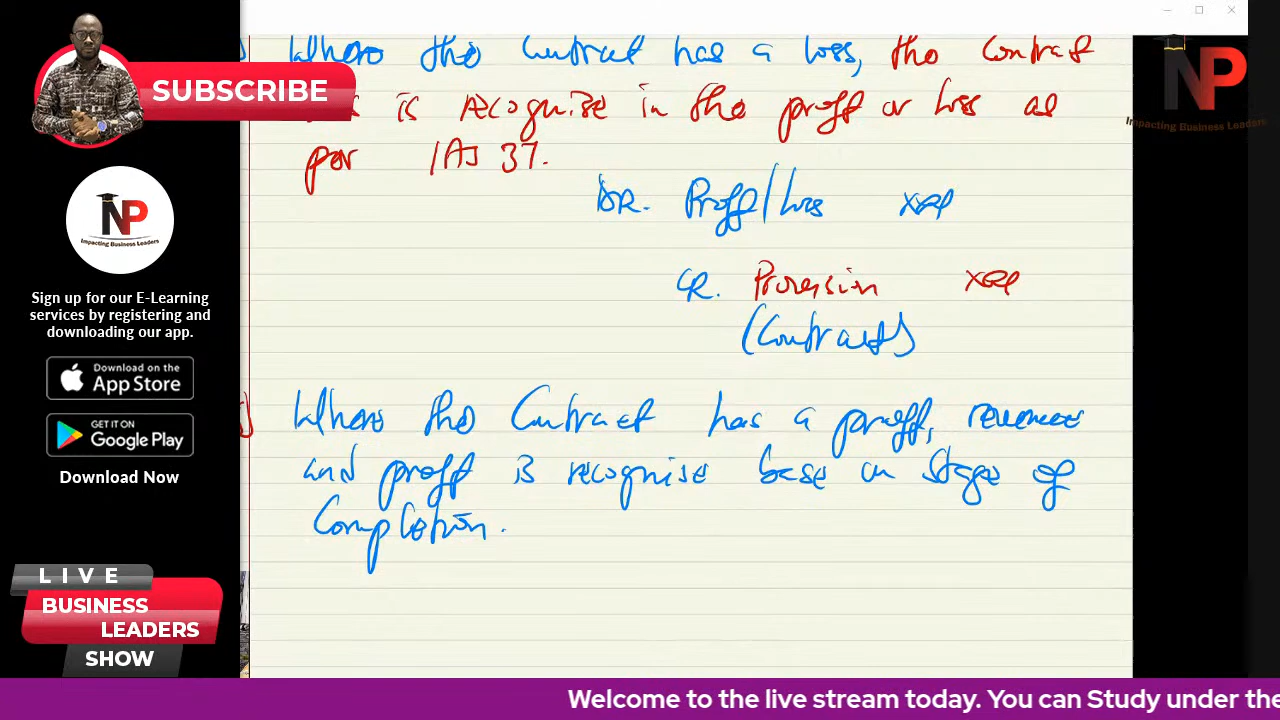 Where the Contract has a loss, the Contract
is recognize in the profit or loss as
per IAS 37.
DR. Profit/Loss xxx
CR. Provision xxx
(Contract)
Where the Contract has a profit, revenue
and profit is recognise base on Stage of
Completion.
SUBSCRIBE
NP
Impacting Business Leaders
Sign up for our E-Learning
services by registering and
downloading our app.
Download on the
App Store
GET IT ON
Google Play
Download Now
LIVE
BUSINESS
LEADERS
SHOW
NP
Impacting Business Leaders
Welcome to the live stream today. You can Study under the